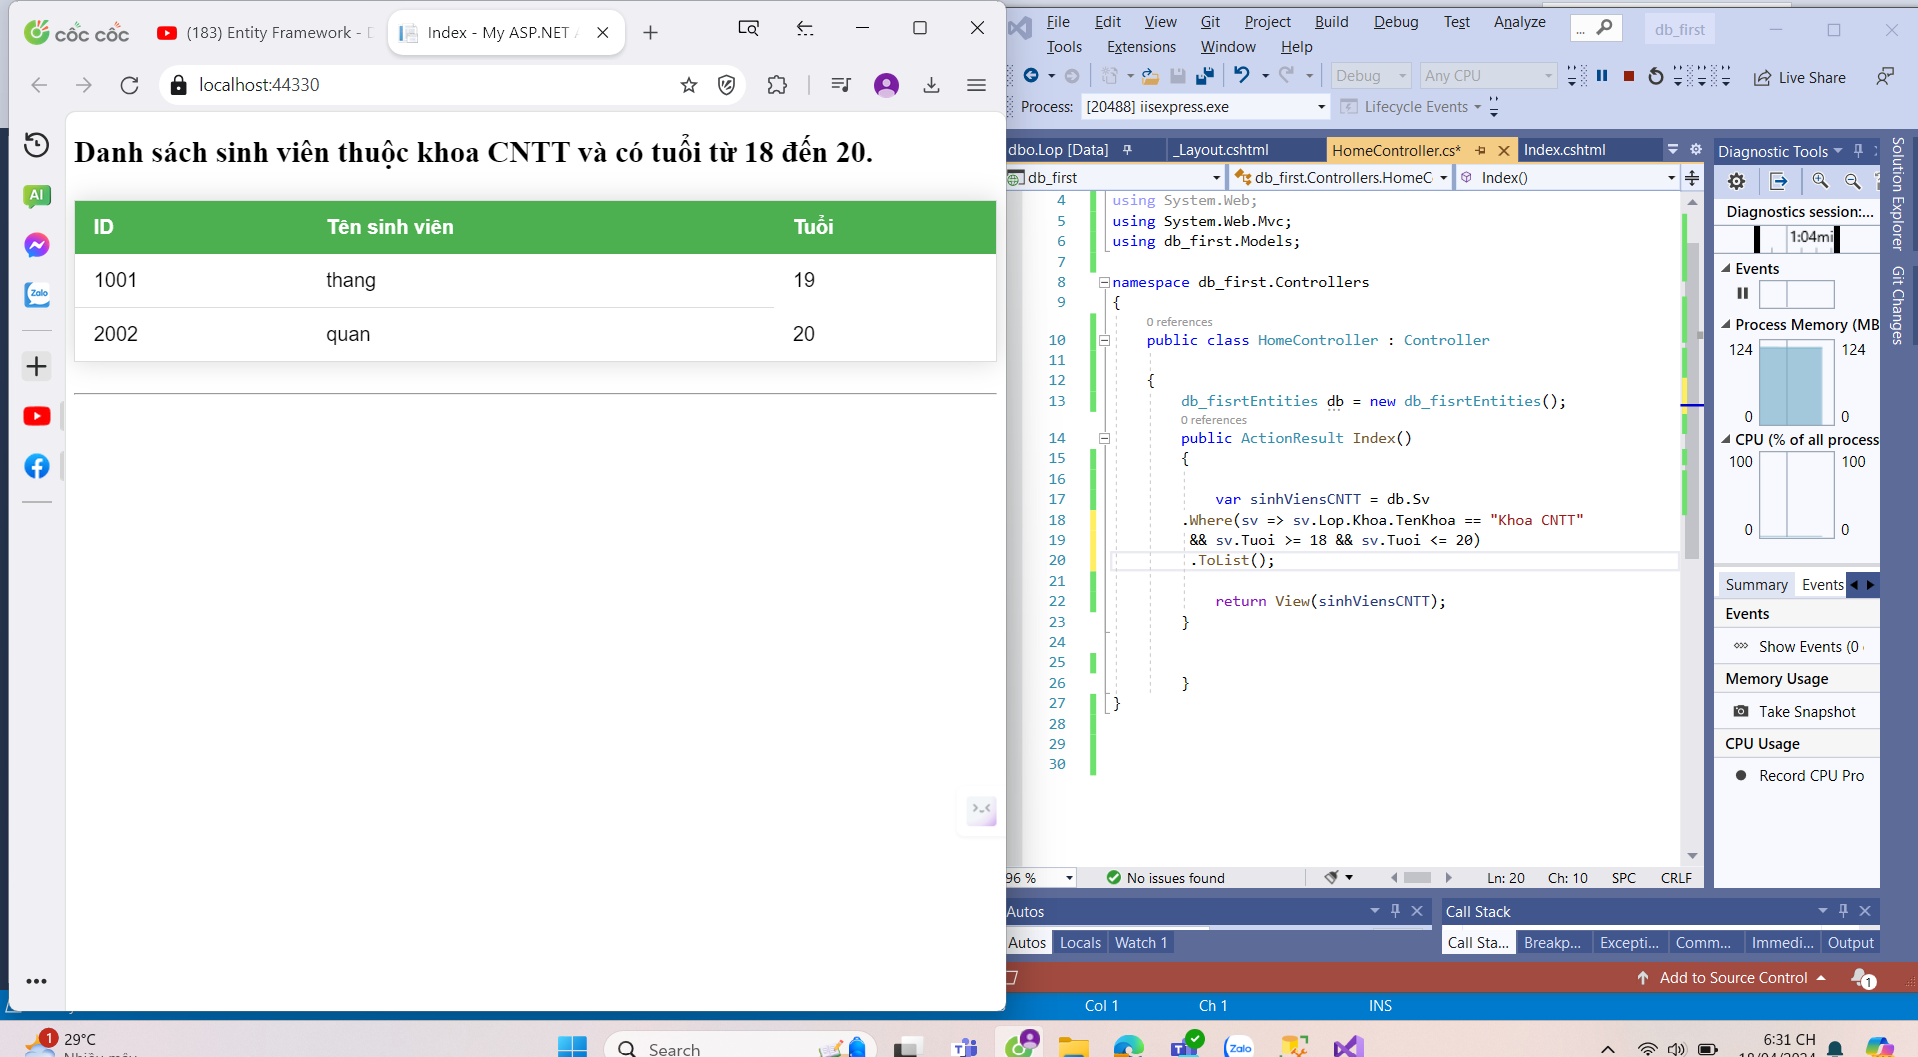 cốc cốc
(183) Entity Framework -
Index - My ASP.NET
localhost:44330
AI
Zalo
Danh sách sinh viên thuộc khoa CNTT và có tuổi từ 18 đến 20.
ID Tên sinh viên Tuổi
1001 thang 19
2002 quan 20
>-<
File Edit View Git Project Build Debug Test Analyze
... db_first
Tools Extensions Window Help
Debug Any CPU Live Share
Process: [20488] iisexpress.exe Lifecycle Events
dbo.Lop [Data] _Layout.cshtml HomeController.cs* Index.cshtml
db_first db_first.Controllers.HomeC Index()
4 using System.Web;
5 using System.Web.Mvc;
6 using db_first.Models;
7
8 namespace db_first.Controllers
9 {
0 references
10 public class HomeController : Controller
11
12 {
13 db_fisrtEntities db = new db_fisrtEntities();
0 references
14 public ActionResult Index()
15 {
16
17 var sinhViensCNTT = db.Sv
18 .Where(sv => sv.Lop.Khoa.TenKhoa == "Khoa CNTT"
19 && sv.Tuoi >= 18 && sv.Tuoi <= 20)
20 .ToList();
21
22 return View(sinhViensCNTT);
23 }
24
25
26 }
27 }
28
29
30
96 % No issues found Ln: 20 Ch: 10 SPC CRLF
Diagnostic Tools
Diagnostics session:...
1:04mi
Events
Process Memory (MB
124 124
0 0
CPU (% of all process
100 100
0 0
Summary Events
Events
Show Events (0
Memory Usage
Take Snapshot
CPU Usage
Record CPU Pro
Solution Explorer
Git Changes
Autos
Autos Locals Watch 1
Call Stack
Call Sta... Breakp... Excepti... Comm... Immedi... Output
Add to Source Control 1
Col 1 Ch 1 INS
1 29°C
Search
Zalo
6:31 CH
18/04/2024